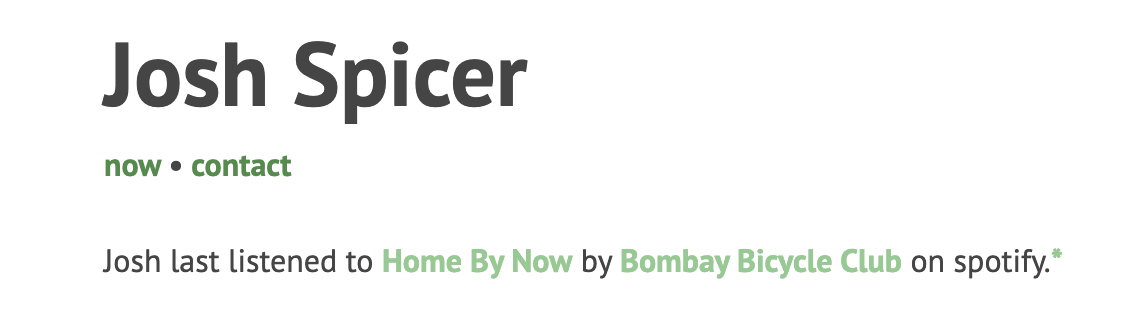 Josh Spicer
now • contact
Josh last listened to Home By Now by Bombay Bicycle Club on spotify.*